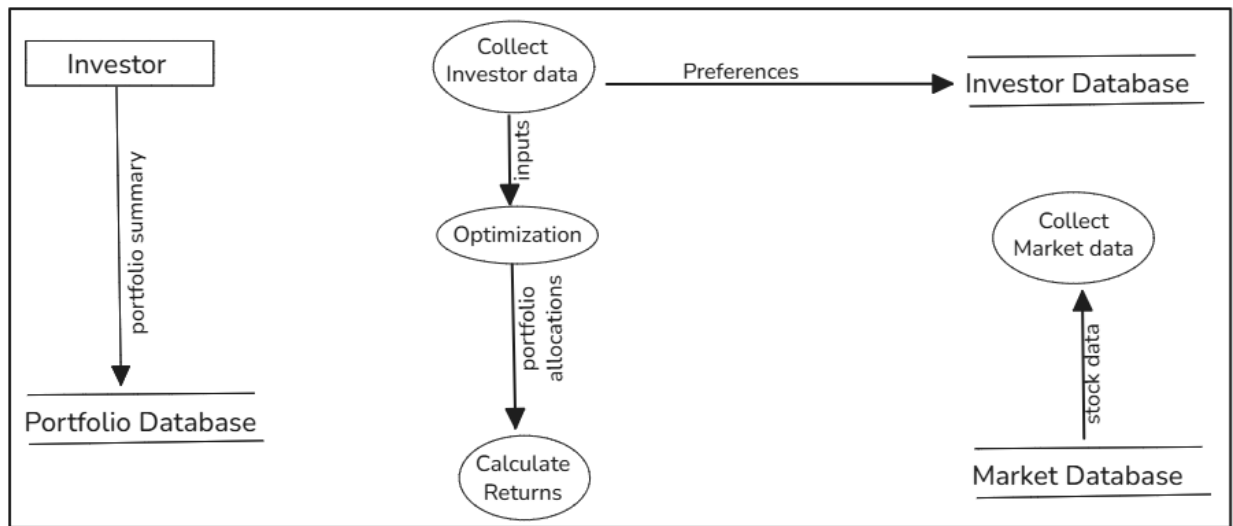 Investor
Collect
Investor data
Preferences
Investor Database
inputs
portfolio summary
Optimization
Collect
Market data
portfolio
allocations
stock data
Portfolio Database
Calculate
Returns
Market Database